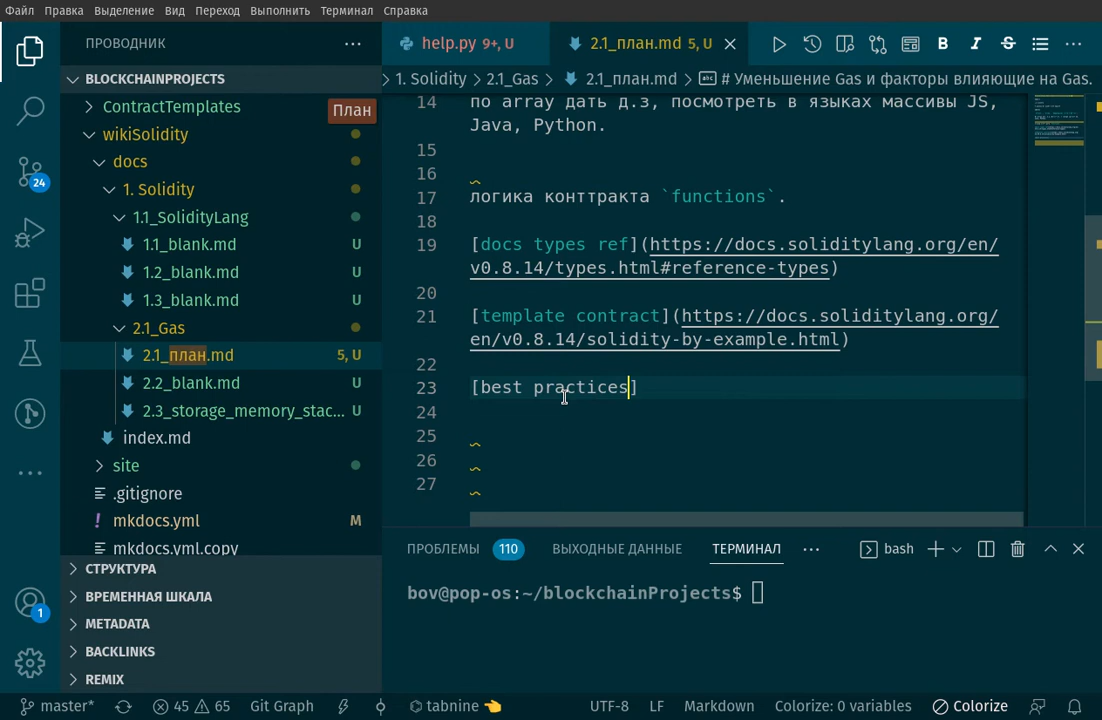 Файл Правка Выделение Вид Переход Выполнить Терминал Справка
ПРОВОДНИК ...
help.py 9+, U 2.1_план.md 5, U B I S ...
BLOCKCHAINPROJECTS
1. Solidity > 2.1_Gas > 2.1_план.md > abc # Уменьшение Gas и факторы влияющие на Gas.
ContractTemplates
План
wikiSolidity
docs
1. Solidity
1.1_SolidityLang
1.1_blank.md U
1.2_blank.md U
1.3_blank.md U
2.1_Gas
2.1_план.md 5, U
2.2_blank.md U
2.3_storage_memory_stac... U
index.md
site
.gitignore
! mkdocs.yml M
mkdocs.yml.copy
СТРУКТУРА
ВРЕМЕННАЯ ШКАЛА
METADATA
BACKLINKS
REMIX
24
1
14 по array дать д.з, посмотреть в языках массивы JS,
Java, Python.
15
16
17 логика конттракта `functions`.
18
19 [docs types ref](https://docs.soliditylang.org/en/
v0.8.14/types.html#reference-types)
20
21 [template contract](https://docs.soliditylang.org/
en/v0.8.14/solidity-by-example.html)
22
23 [best practices]
24
25
26
27
ПРОБЛЕМЫ 110 ВЫХОДНЫЕ ДАННЫЕ ТЕРМИНАЛ ... bash
bov@pop-os:~/blockchainProjects$
master* 45 65 Git Graph tabnine UTF-8 LF Markdown Colorize: 0 variables Colorize